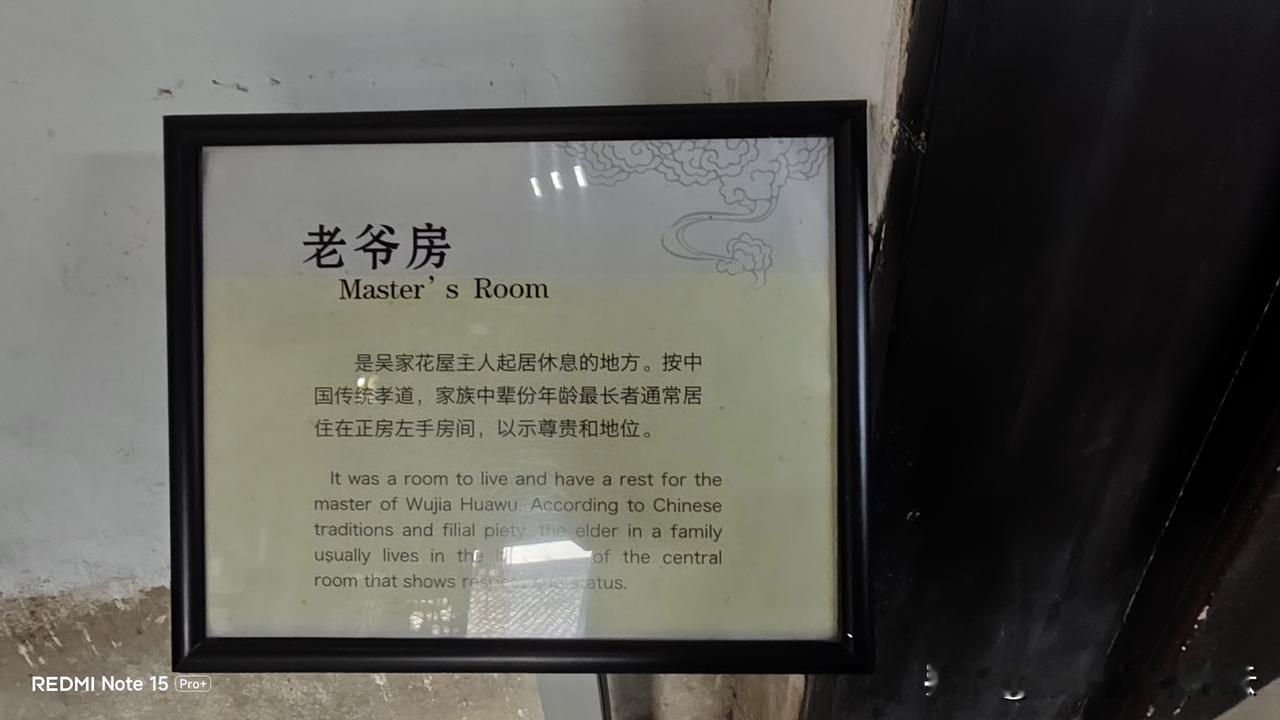 老爷房
Master's Room
是吴家花屋主人起居休息的地方。按中
国传统孝道，家族中辈份年龄最长者通常居
住在正房左手房间，以示尊贵和地位。
It was a room to live and have a rest for the
master of Wujia Huawu. According to Chinese
traditions and filial piety, the elder in a family
usually lives in the of the central
room that shows respect and status.
REDMI Note 15 Pro+